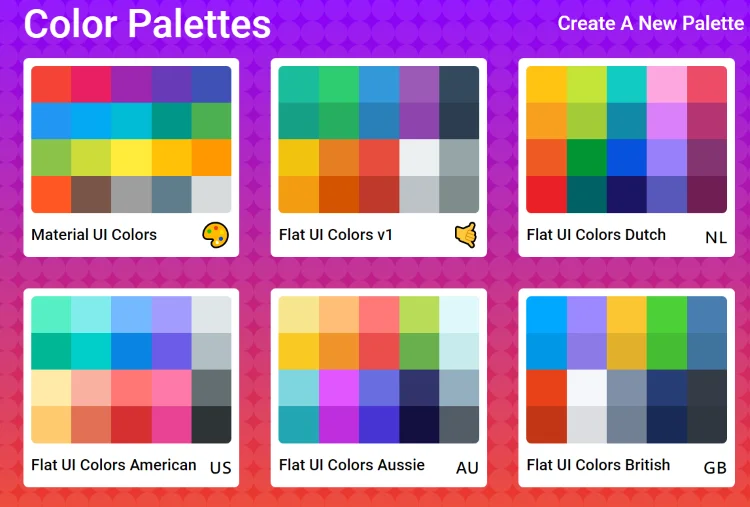 Color Palettes
Create A New Palette
Material UI Colors
Flat UI Colors v1
Flat UI Colors Dutch NL
Flat UI Colors American US
Flat UI Colors Aussie AU
Flat UI Colors British GB